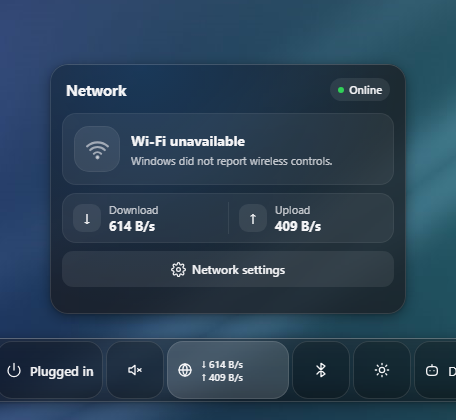 Network
Online
Wi-Fi unavailable
Windows did not report wireless controls.
Download
614 B/s
Upload
409 B/s
Network settings
Plugged in
↓ 614 B/s
↑ 409 B/s
D